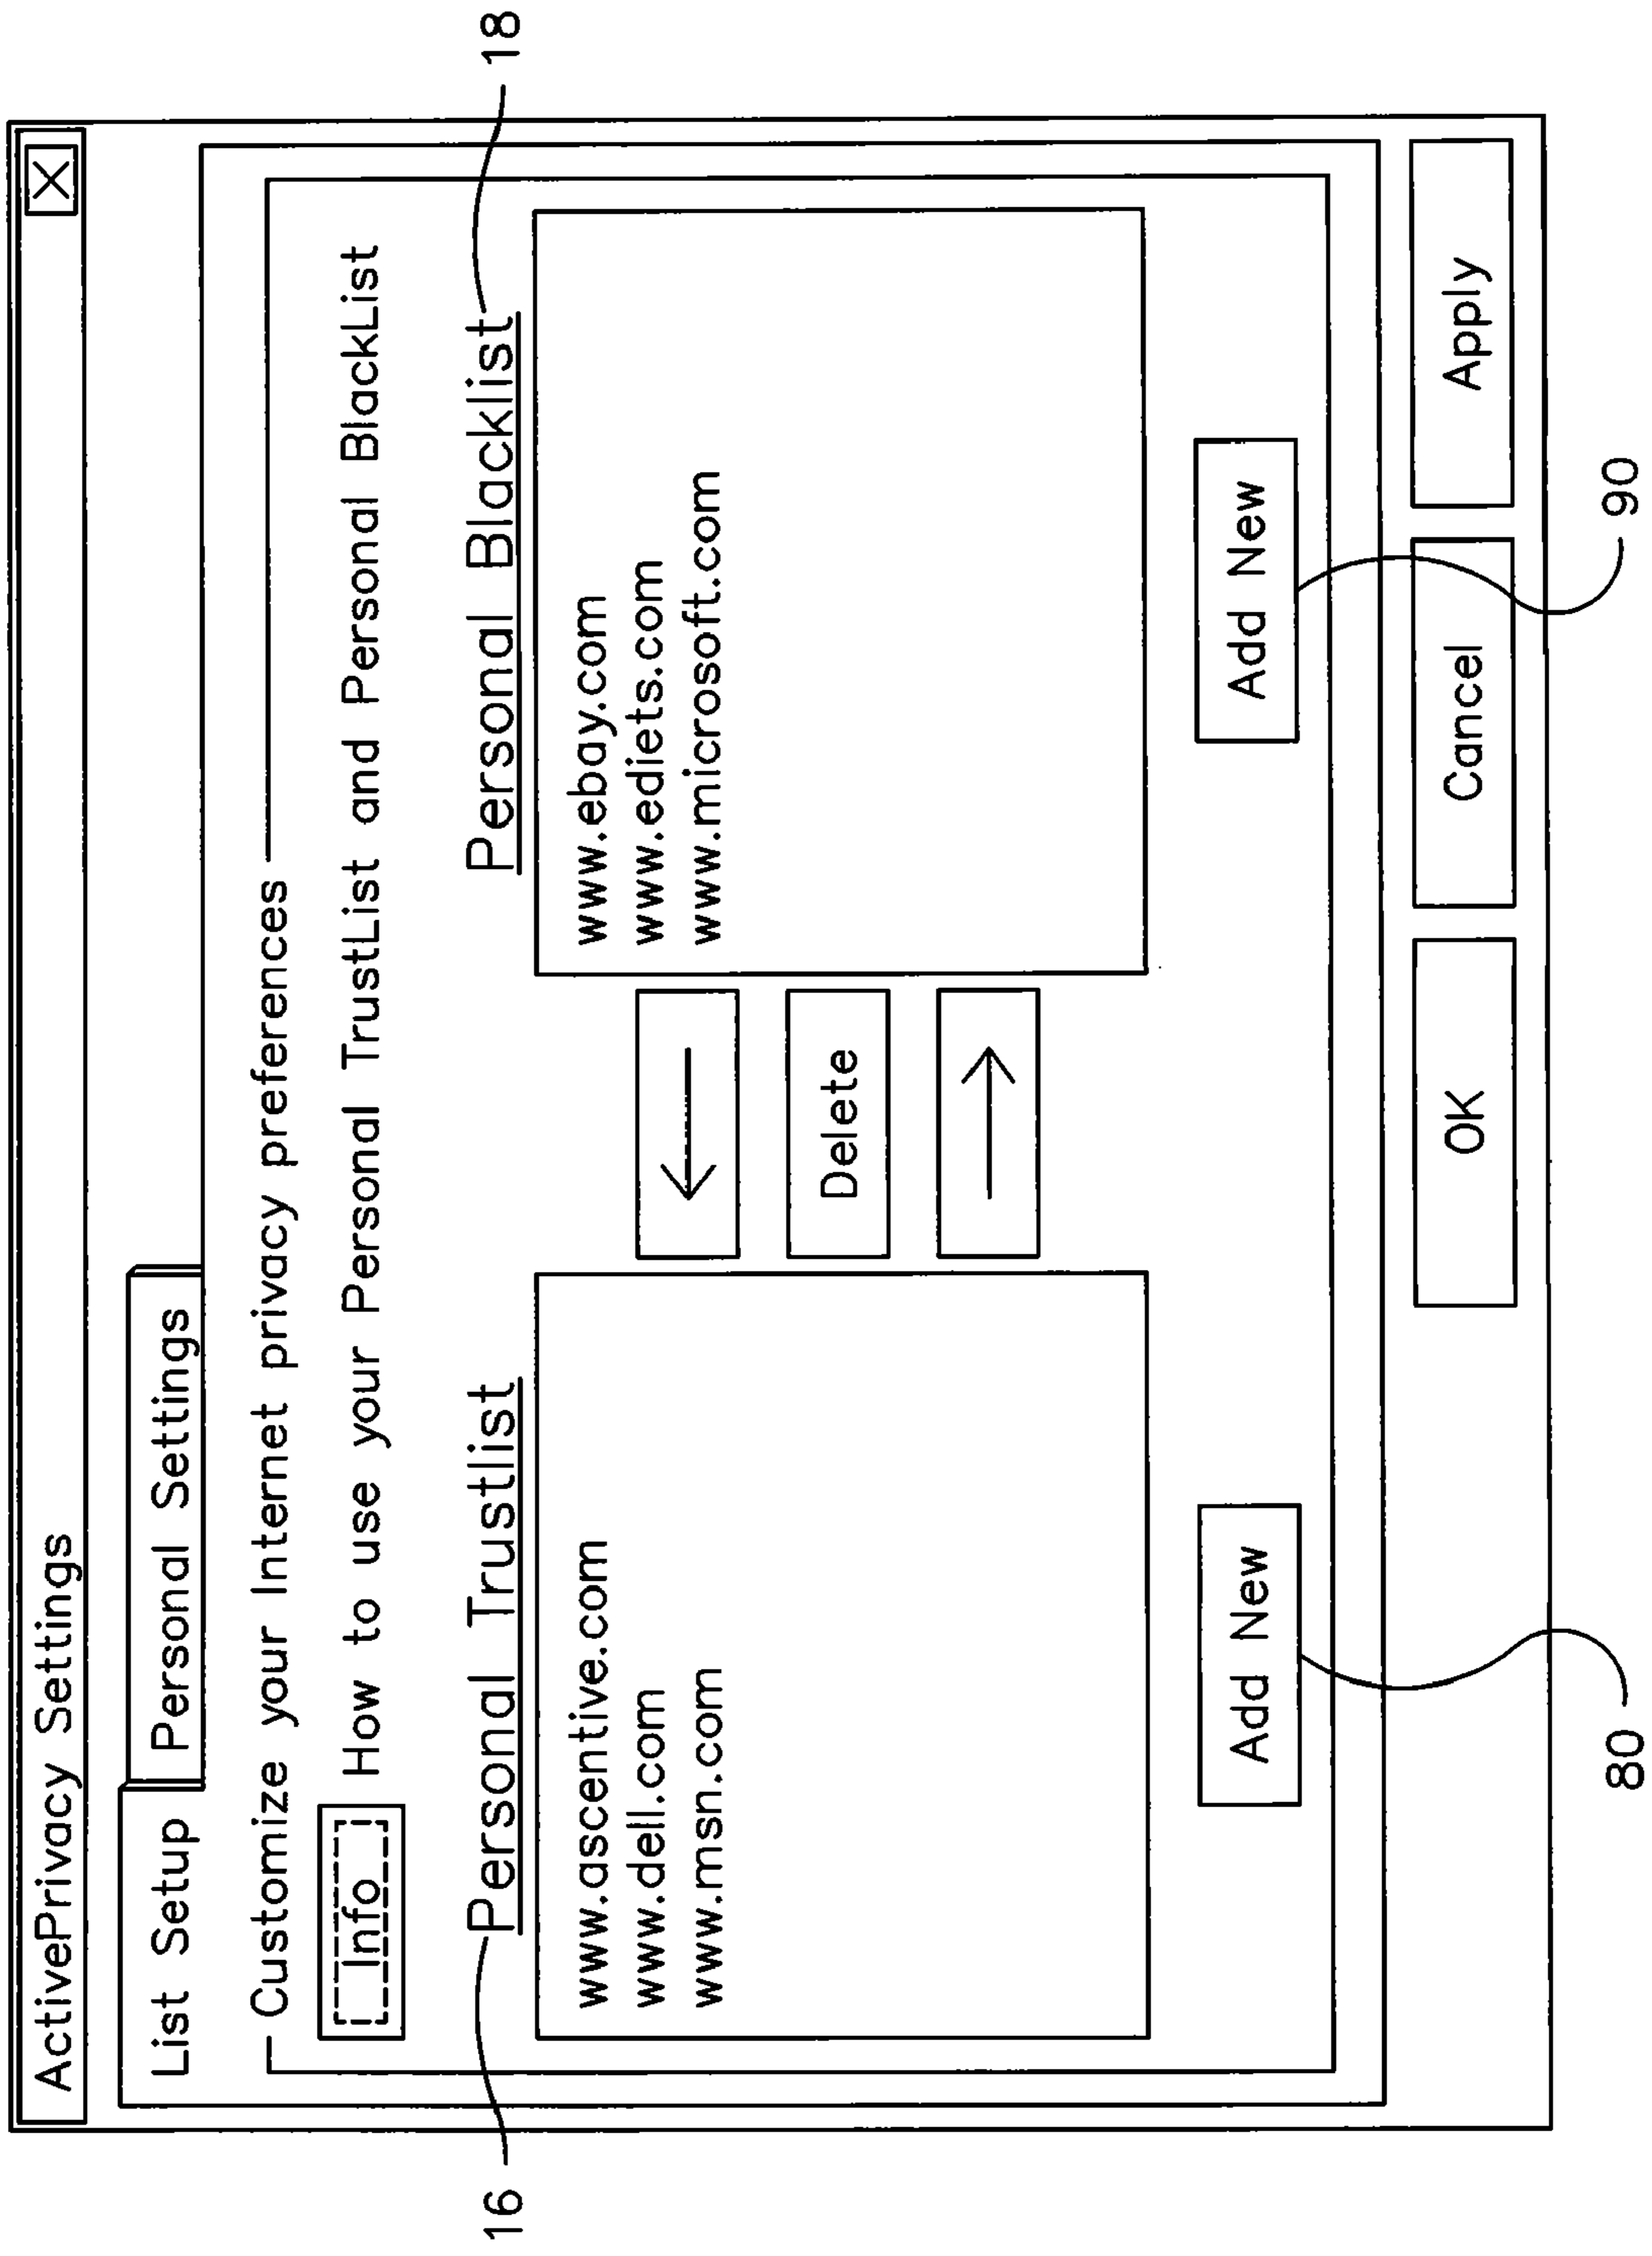 ActivePrivacy Settings X
List Setup Personal Settings
Customize your Internet privacy preferences
Info How to use your Personal TrustList and Personal BlackList
16 Personal Trustlist
www.ascentive.com
www.dell.com
www.msn.com
Add New
80
←
Delete
→
Personal Blacklist 18
www.ebay.com
www.ediets.com
www.microsoft.com
Add New
90
OK Cancel Apply